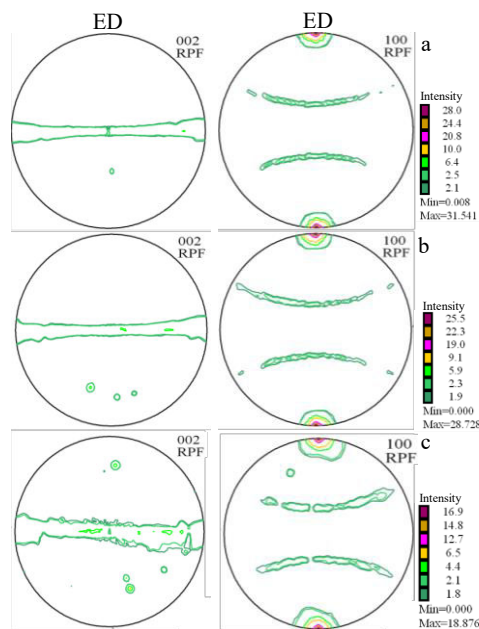 ED
ED
002
RPF
100
RPF
a
Intensity
28.0
24.4
20.8
10.0
6.4
2.5
2.1
Min=0.008
Max=31.541
002
RPF
100
RPF
b
Intensity
25.5
22.3
19.0
9.1
5.9
2.3
1.9
Min=0.000
Max=28.728
002
RPF
100
RPF
c
Intensity
16.9
14.8
12.7
6.5
4.4
2.1
1.8
Min=0.000
Max=18.876